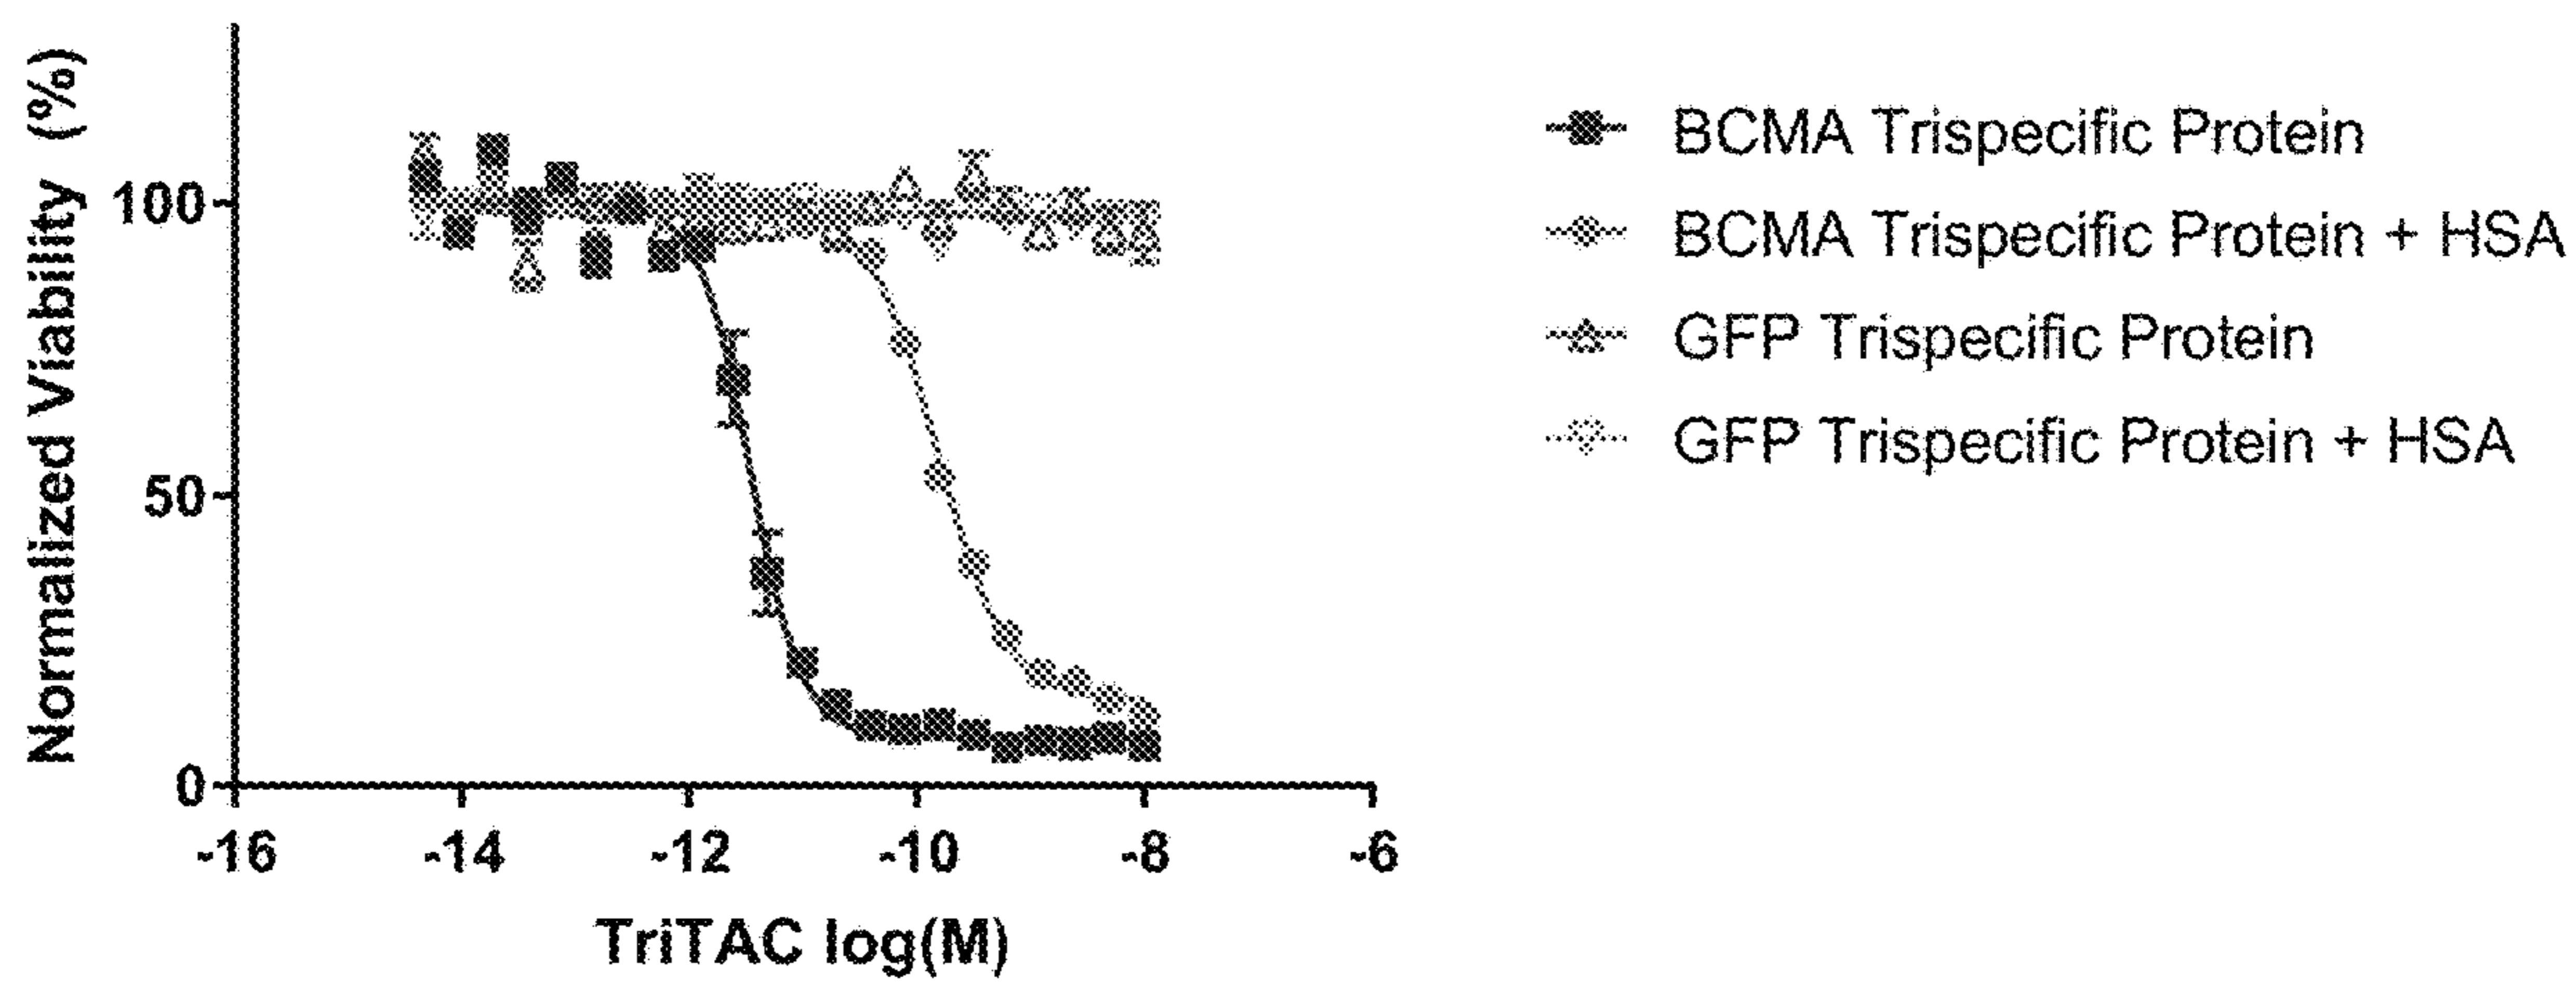 Normalized Viability (%)
100
50
0
-16
-14
-12
-10
-8
-6
TriTAC log(M)
BCMA Trispecific Protein
BCMA Trispecific Protein + HSA
GFP Trispecific Protein
GFP Trispecific Protein + HSA